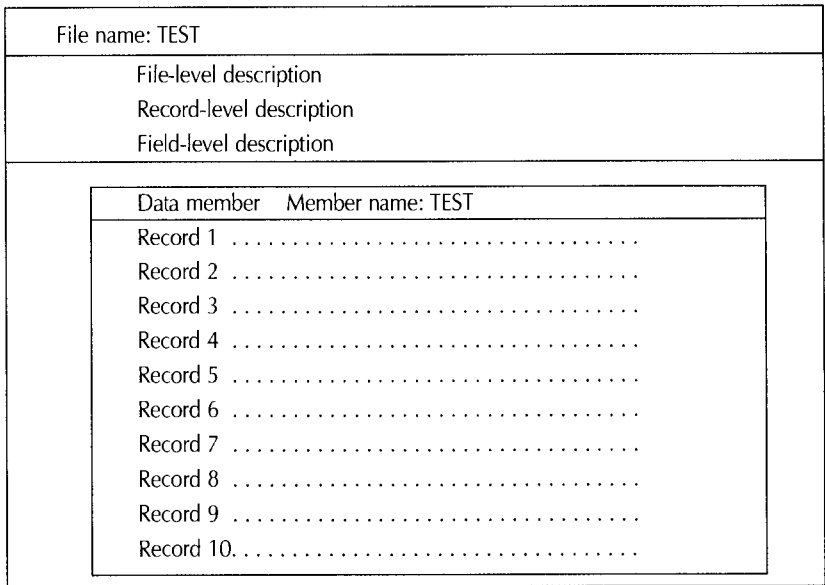 File name: TEST
File-level description
Record-level description
Field-level description
Data member Member name: TEST
Record 1 . . . . . . . . . . . . . . . . . . . . . . . . . . . . . . . . . . . .
Record 2 . . . . . . . . . . . . . . . . . . . . . . . . . . . . . . . . . . . .
Record 3 . . . . . . . . . . . . . . . . . . . . . . . . . . . . . . . . . . . .
Record 4 . . . . . . . . . . . . . . . . . . . . . . . . . . . . . . . . . . . .
Record 5 . . . . . . . . . . . . . . . . . . . . . . . . . . . . . . . . . . . .
Record 6 . . . . . . . . . . . . . . . . . . . . . . . . . . . . . . . . . . . .
Record 7 . . . . . . . . . . . . . . . . . . . . . . . . . . . . . . . . . . . .
Record 8 . . . . . . . . . . . . . . . . . . . . . . . . . . . . . . . . . . . .
Record 9 . . . . . . . . . . . . . . . . . . . . . . . . . . . . . . . . . . . .
Record 10. . . . . . . . . . . . . . . . . . . . . . . . . . . . . . . . . . . .